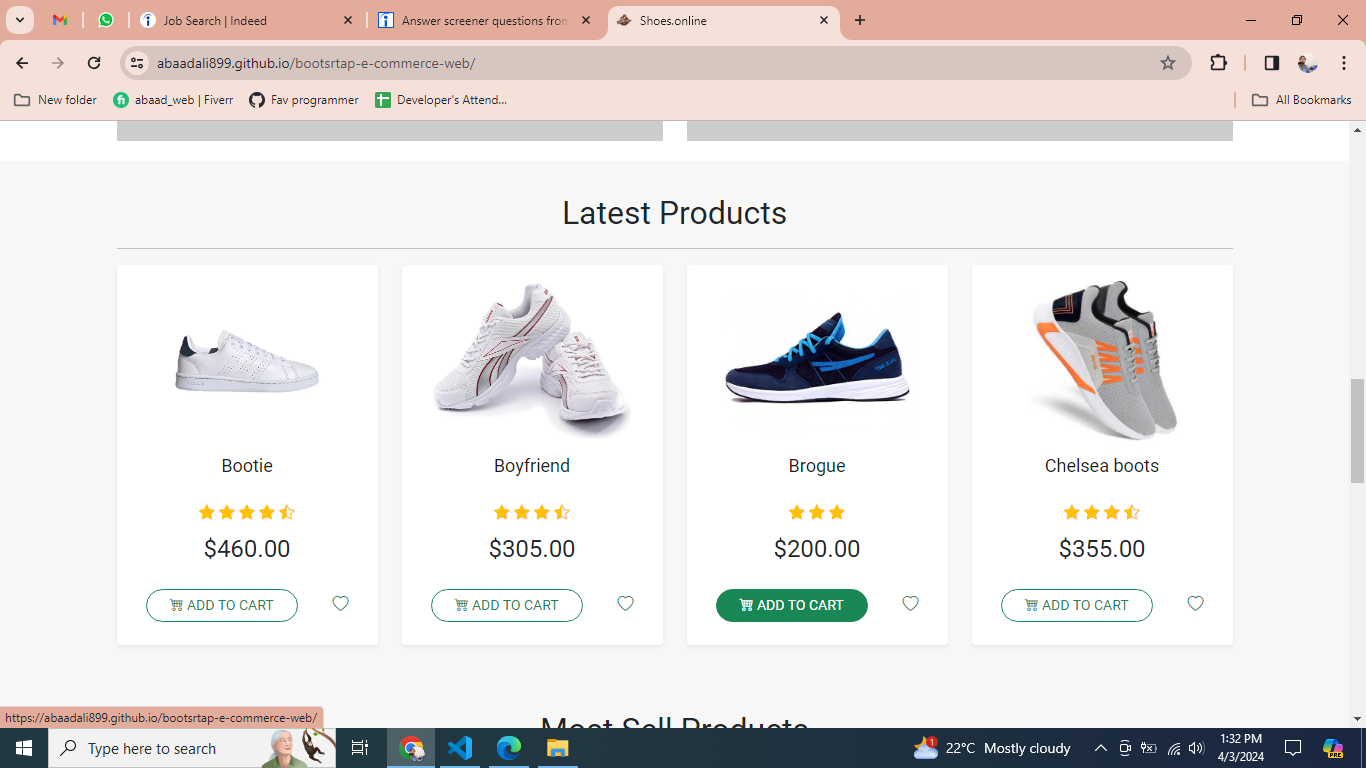 Job Search | Indeed
Answer screener questions from
Shoes.online
abaadali899.github.io/bootsrtap-e-commerce-web/
New folder
abaad_web | Fiverr
Fav programmer
Developer's Attend...
All Bookmarks
Latest Products
Bootie
Boyfriend
Brogue
Chelsea boots
$460.00
$305.00
$200.00
$355.00
ADD TO CART
ADD TO CART
ADD TO CART
ADD TO CART
Most Sell Products
https://abaadali899.github.io/bootsrtap-e-commerce-web/
Type here to search
1
22°C Mostly cloudy
1:32 PM
4/3/2024
PRE